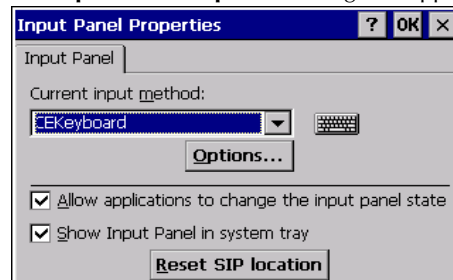 Input Panel Properties ? OK ×
Input Panel
Current input method:
CEKeyboard
Options...
Allow applications to change the input panel state
Show Input Panel in system tray
Reset SIP location